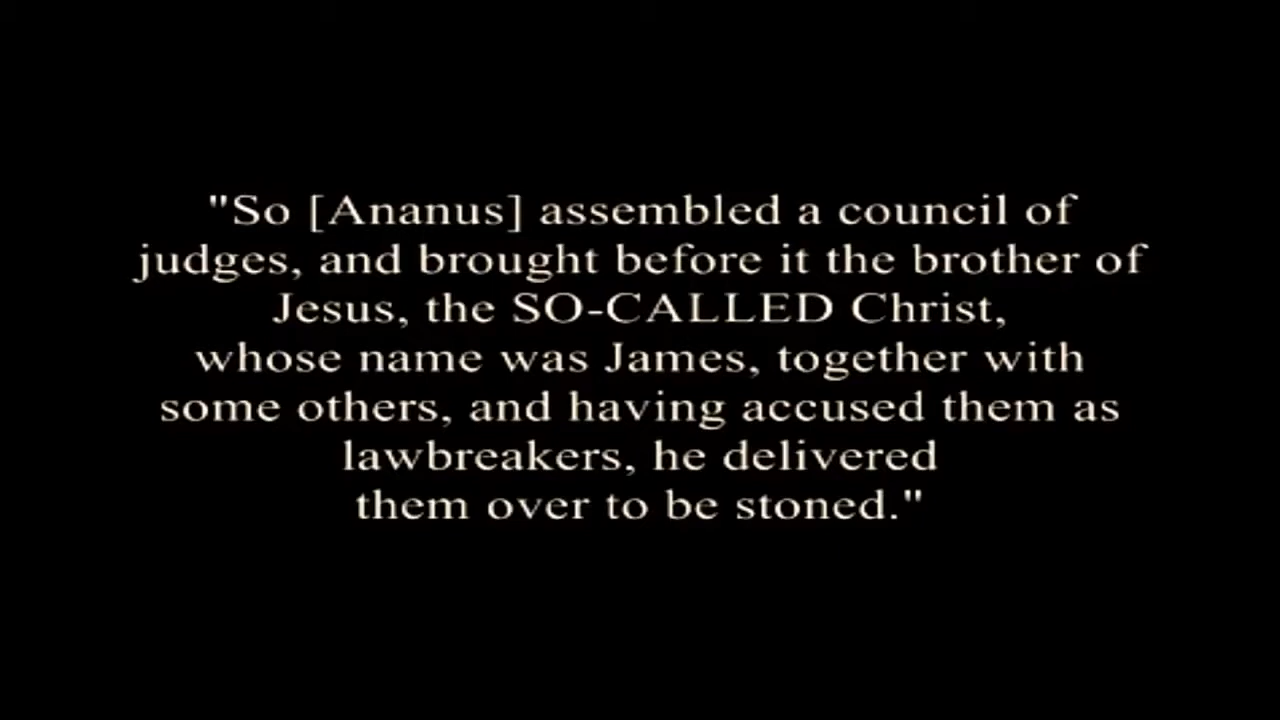 "So [Ananus] assembled a council of
judges, and brought before it the brother of
Jesus, the SO-CALLED Christ,
whose name was James, together with
some others, and having accused them as
lawbreakers, he delivered
them over to be stoned."